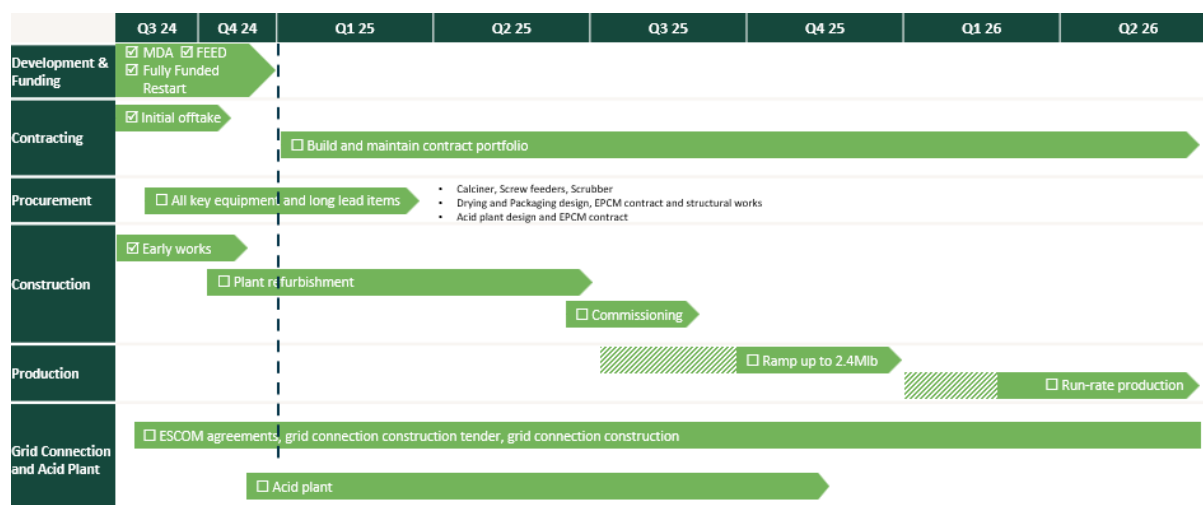 Q3 24 Q4 24 Q1 25 Q2 25 Q3 25 Q4 25 Q1 26 Q2 26
Development &
Funding
☑ MDA ☑ FEED
☑ Fully Funded
Restart
Contracting
☑ Initial offtake
☐ Build and maintain contract portfolio
Procurement
☐ All key equipment and long lead items
• Calciner, Screw feeders, Scrubber
• Drying and Packaging design, EPCM contract and structural works
• Acid plant design and EPCM contract
Construction
☑ Early works
☐ Plant refurbishment
☐ Commissioning
Production
☐ Ramp up to 2.4Mlb
☐ Run-rate production
Grid Connection
and Acid Plant
☐ ESCOM agreements, grid connection construction tender, grid connection construction
☐ Acid plant